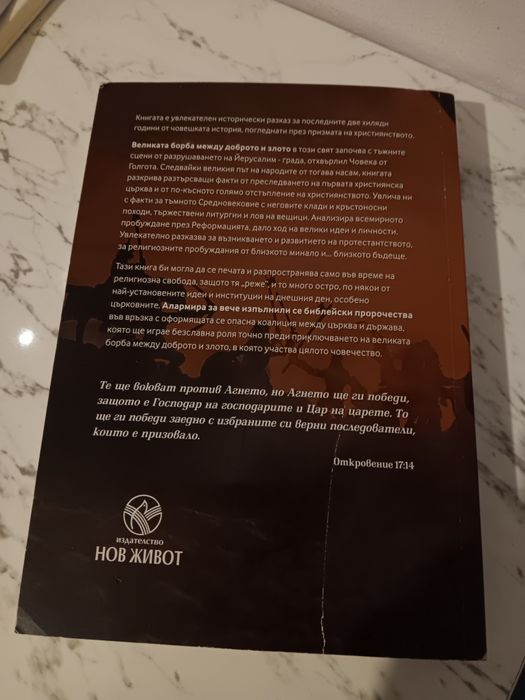 Книгата е увлекателен исторически разказ за последните две хиляди
години от човешката история, погледнати през призмата на християнството.
Великата борба между доброто и злото в този свят започва с тъжните
сцени от разрушаването на Йерусалим - града, отхвърлил Човека от
Голгота. Следвайки великия път на народите от тогава насам, книгата
разкрива разтърсващи факти от преследването на първата християнска
църква и от по-късното голямо отстъпление на християнството. Увлича ни
с факти за тъмното Средновековие с неговите клади и кръстоносни
походи, тържествени литургии и лов на вещици. Анализира всемирното
пробуждане през Реформацията, дало ход на велики идеи и личности.
Увлекателно разказва за възникването и развитието на протестантството,
за религиозните пробуждания от близкото минало и... близкото бъдеще.
Тази книга би могла да се печата и разпространява само във време на
религиозна свобода, защото тя „реже", и то много остро, по някои от
най-установените идеи и институции на днешния ден, особено
църковните. Алармира за вече изпълнили се библейски пророчества
във връзка с оформящата се опасна коалиция между църква и държава,
която ще играе безславна роля точно преди приключването на великата
борба между доброто и злото, в която участва цялото човечество.
Те ще воюват против Агнето, но Агнето ще ги победи,
защото е Господар на господарите и Цар на царете. То
ще ги победи заедно с избраните си верни последователи,
които е призовало.
Откровение 17:14
издателство
НОВ ЖИВОТ